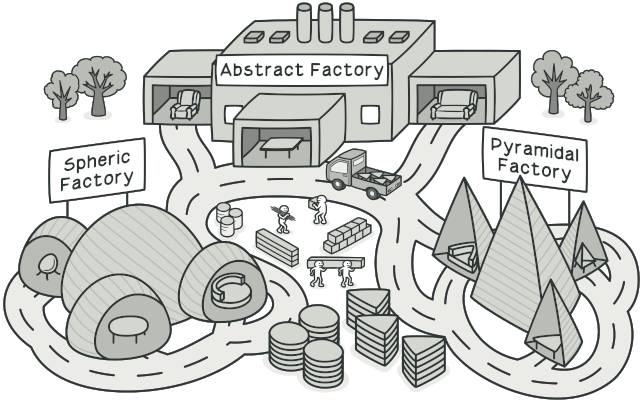 Abstract Factory
Spheric
Factory
Pyramidal
Factory